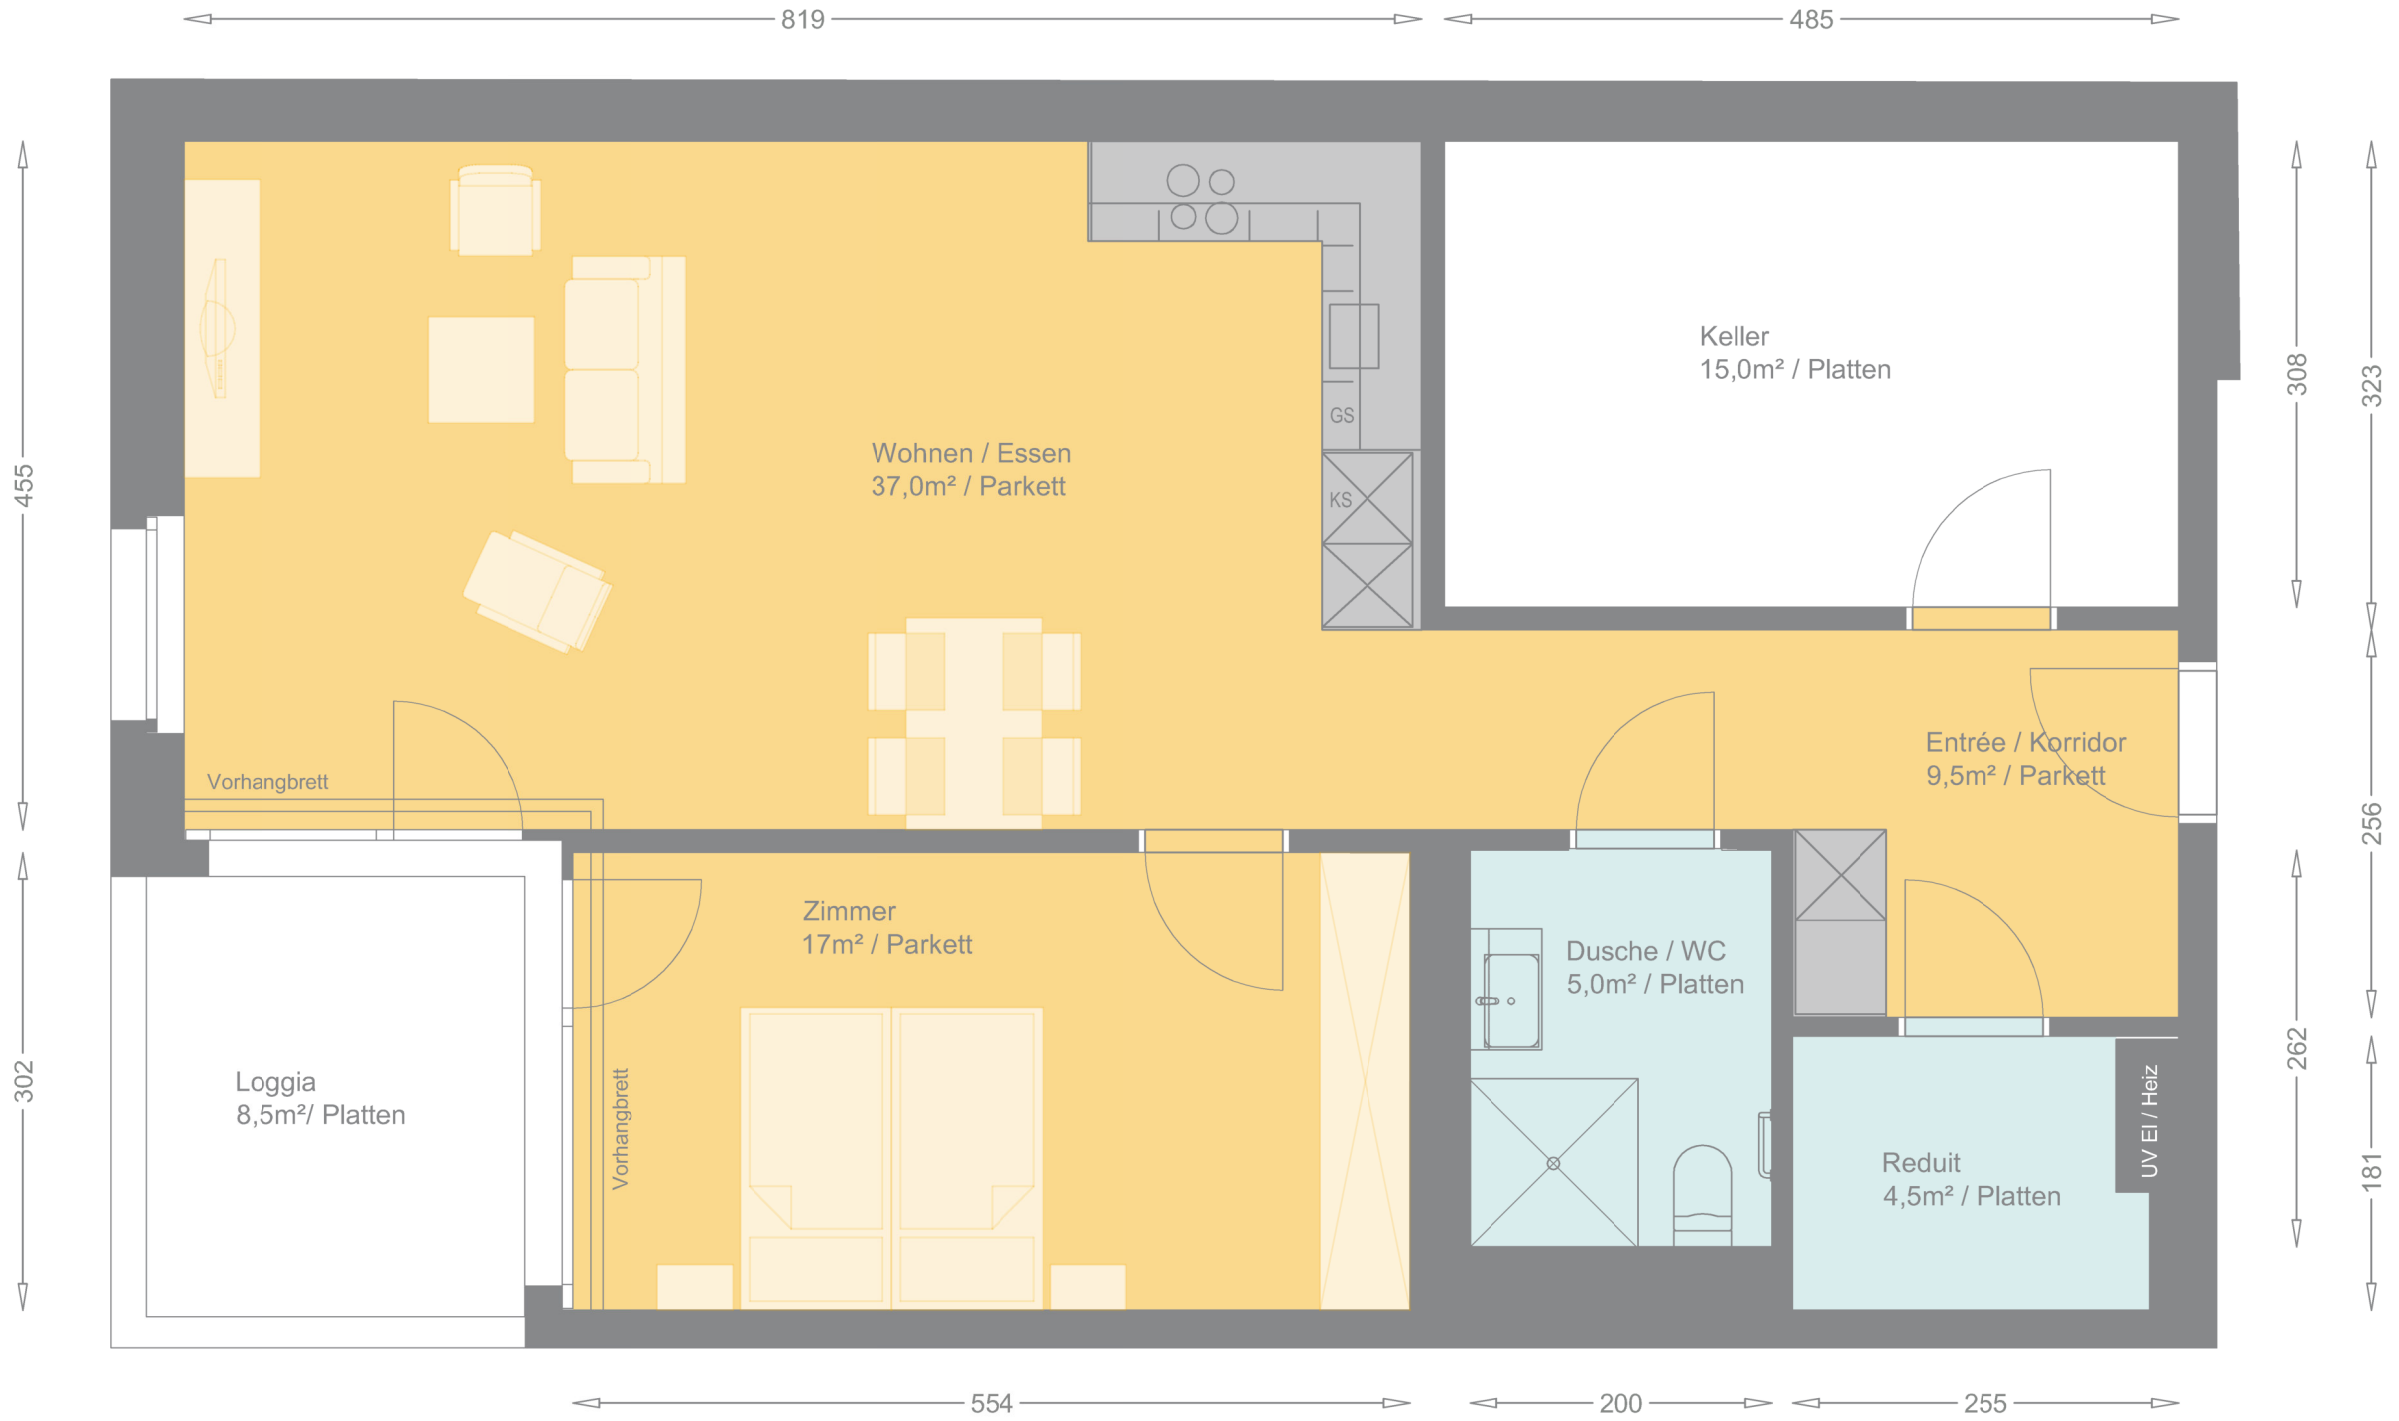 819
485
Keller
15,0m² / Platten
308
323
GS
Wohnen / Essen
37,0m² / Parkett
KS
455
Entrée / Korridor
9,5m² / Parkett
Vorhangbrett
256
Zimmer
17m² / Parkett
Dusche / WC
5,0m² / Platten
Loggia
8,5m²/ Platten
302
Vorhangbrett
262
UV El / Heiz
Reduit
4,5m² / Platten
181
554
200
255